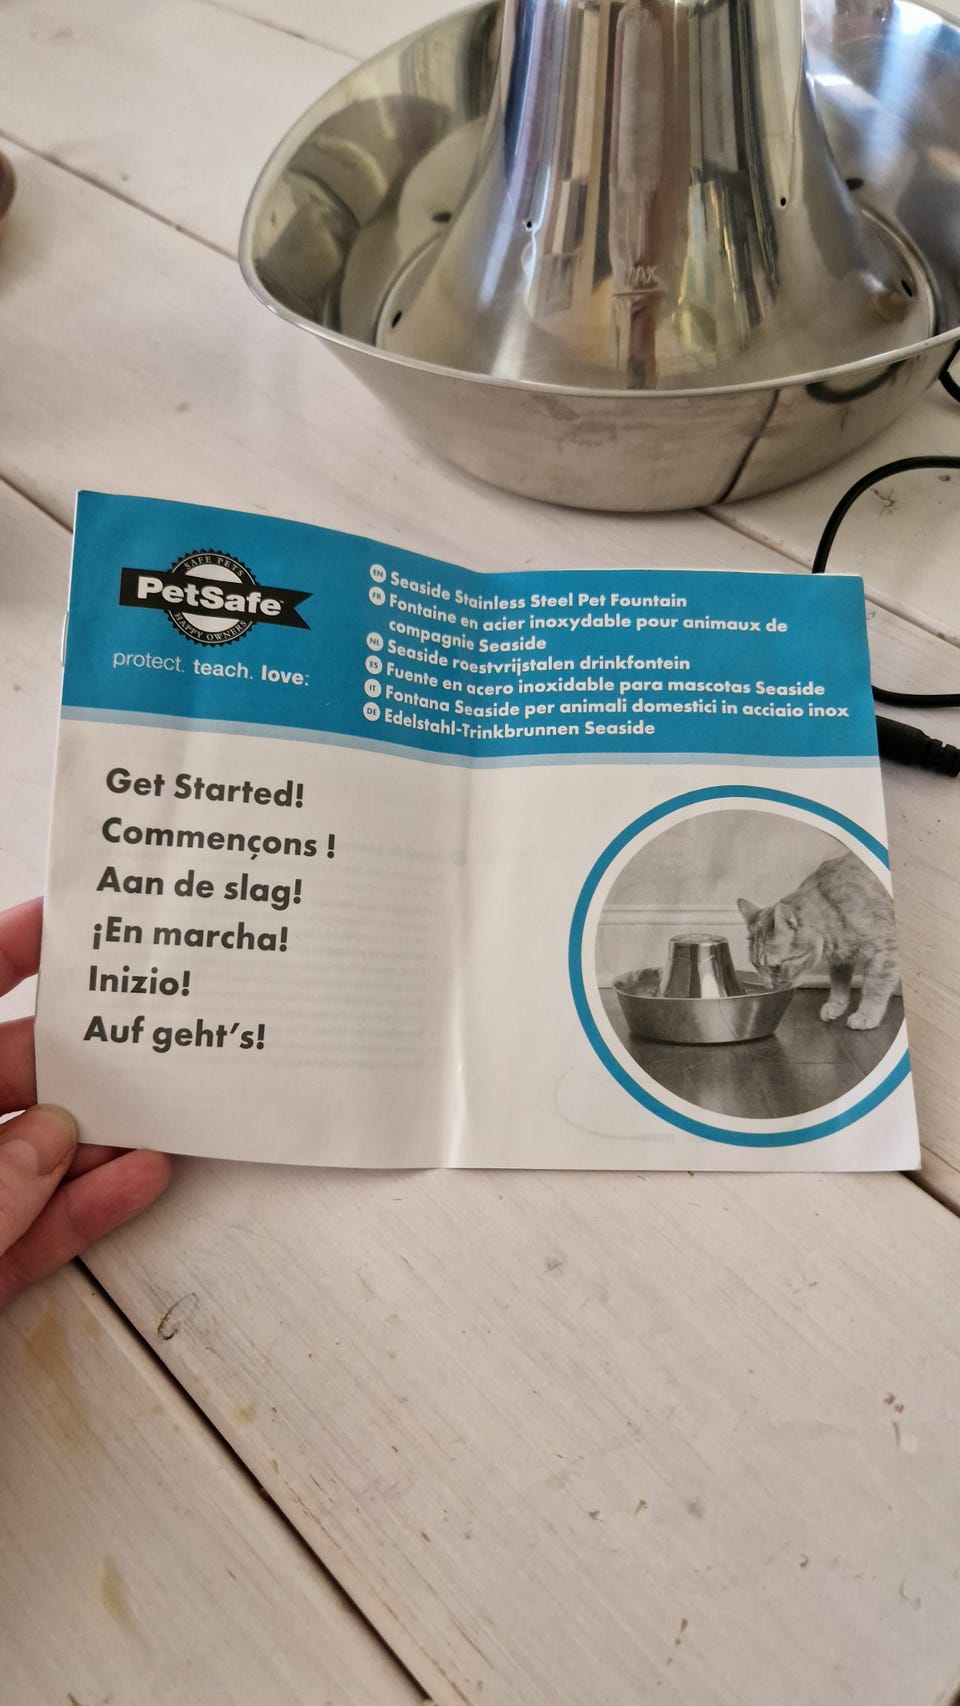 MAX
SAFE PETS
PetSafe
HAPPY OWNERS
protect. teach. love.
EN Seaside Stainless Steel Pet Fountain
FR Fontaine en acier inoxydable pour animaux de
compagnie Seaside
NL Seaside roestvrijstalen drinkfontein
ES Fuente en acero inoxidable para mascotas Seaside
IT Fontana Seaside per animali domestici in acciaio inox
DE Edelstahl-Trinkbrunnen Seaside
Get Started!
Commençons !
Aan de slag!
¡En marcha!
Inizio!
Auf geht's!